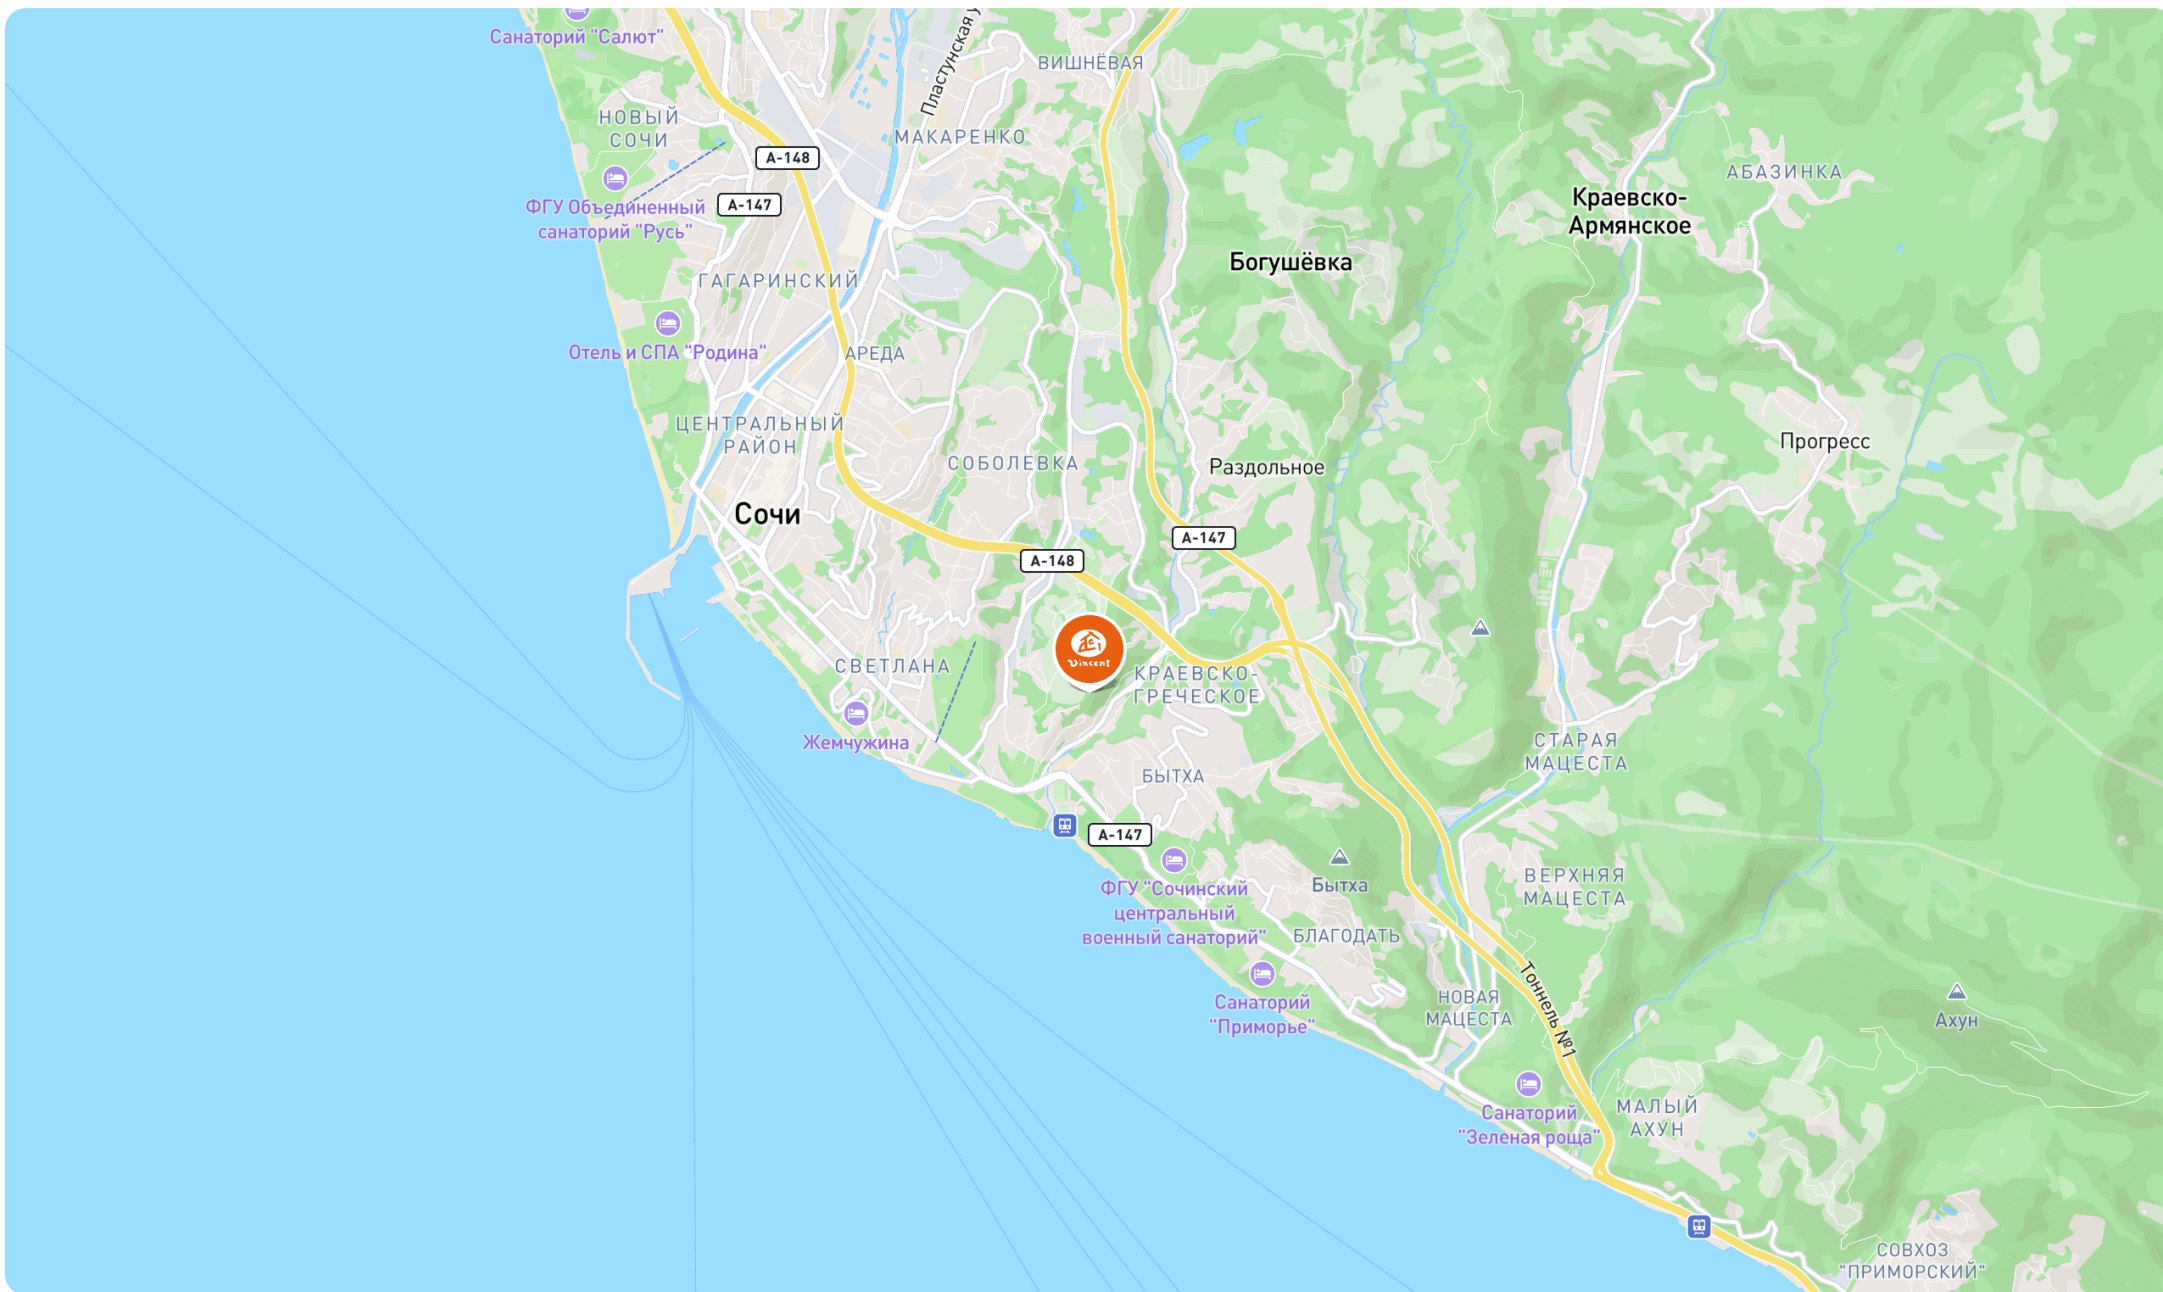 Санаторий "Салют"
Пластунская у
ВИШНЁВАЯ
НОВЫЙ
СОЧИ
МАКАРЕНКО
А-148
АБАЗИНКА
ФГУ Объединенный
санаторий "Русь"
А-147
Краевско-
Армянское
Богушёвка
ГАГАРИНСКИЙ
Отель и СПА "Родина"
АРЕДА
ЦЕНТРАЛЬНЫЙ
РАЙОН
СОБОЛЕВКА
Раздольное
Прогресс
Сочи
А-147
А-148
Vincent
СВЕТЛАНА
КРАЕВСКО-
ГРЕЧЕСКОЕ
Жемчужина
СТАРАЯ
МАЦЕСТА
БЫТХА
А-147
ФГУ "Сочинский
центральный
военный санаторий"
Бытха
ВЕРХНЯЯ
МАЦЕСТА
БЛАГОДАТЬ
Санаторий
"Приморье"
НОВАЯ
МАЦЕСТА
Тоннель №1
Ахун
Санаторий
"Зеленая роща"
МАЛЫЙ
АХУН
СОВХОЗ
"ПРИМОРСКИЙ"